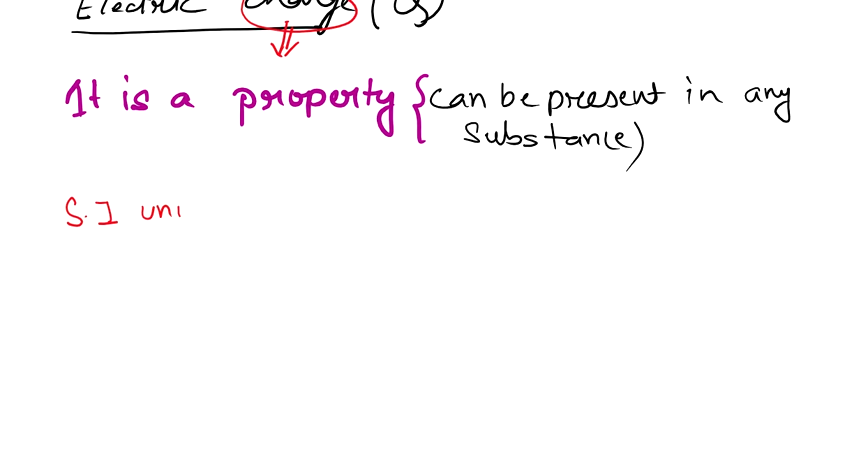 Electric charge (Q)
It is a property {can be present in any
substance)
S.I uni